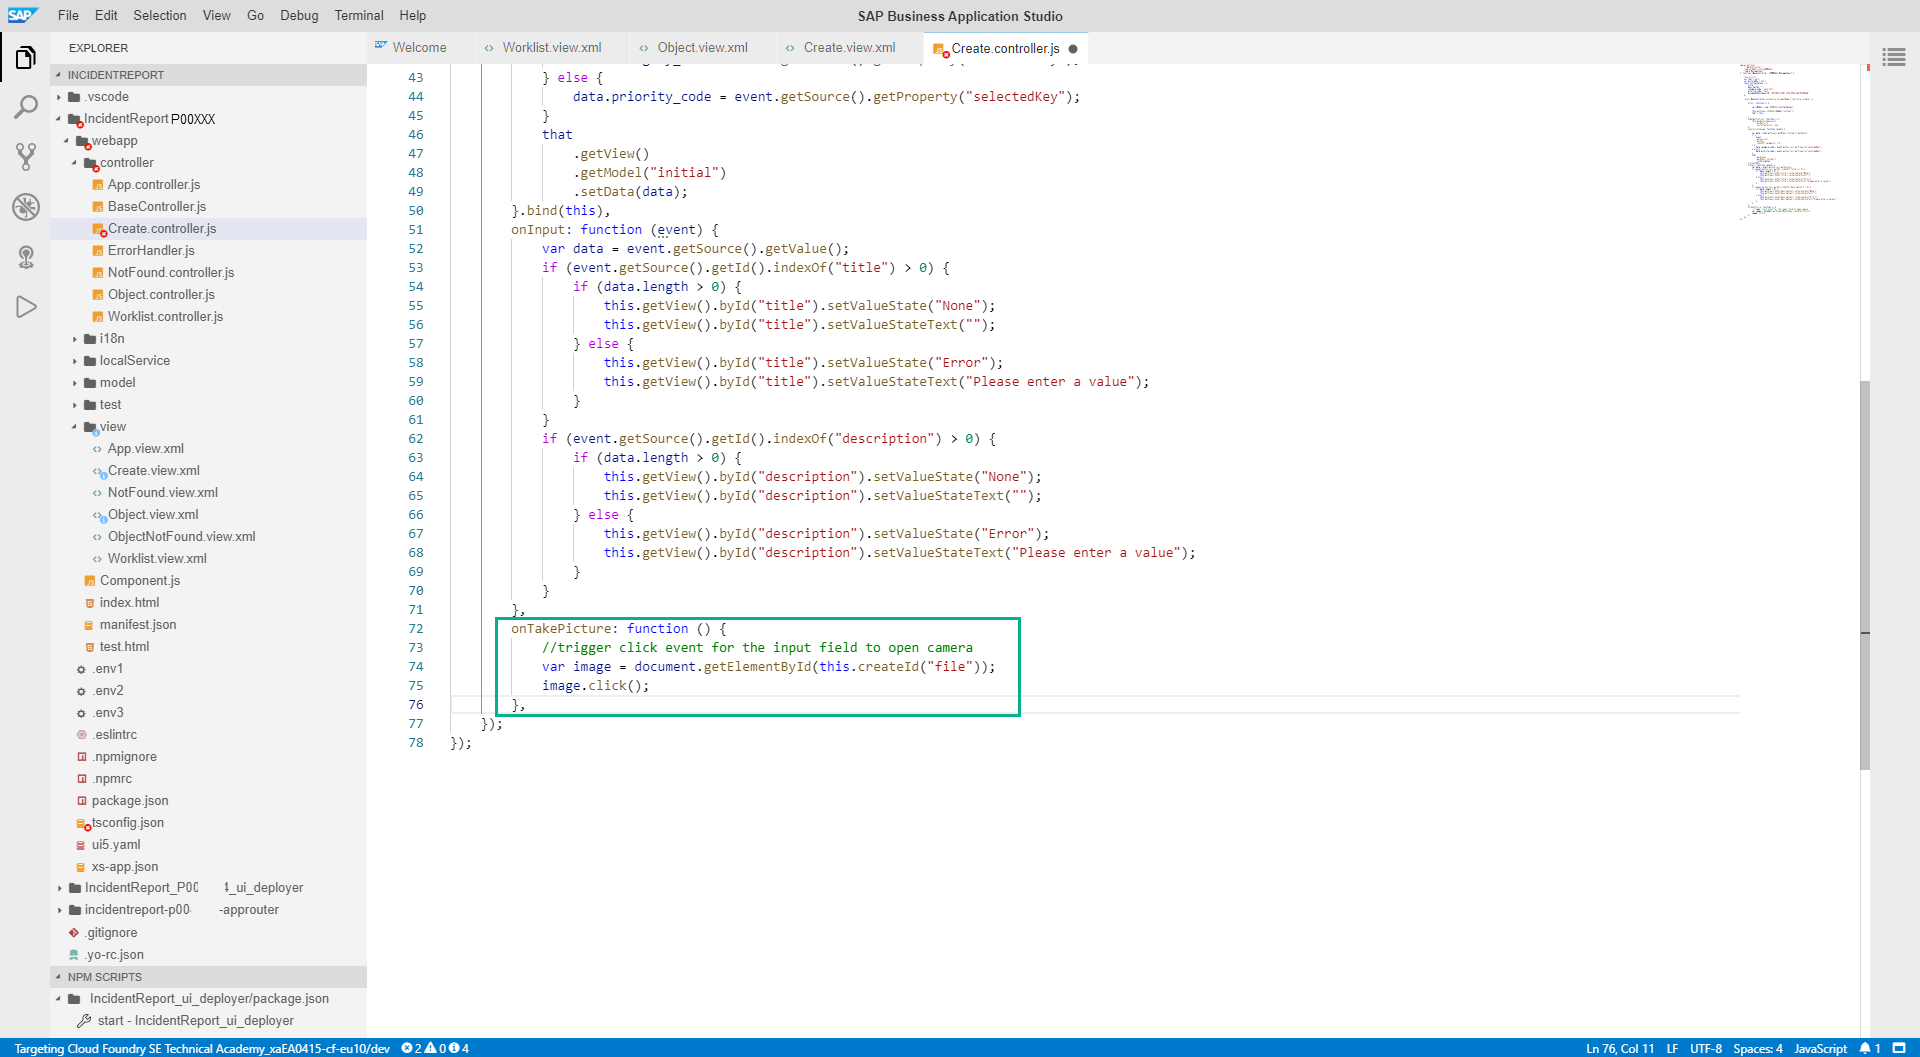 SAP File Edit Selection View Go Debug Terminal Help SAP Business Application Studio
EXPLORER
INCIDENTREPORT
.vscode
IncidentReport P00XXX
webapp
controller
App.controller.js
BaseController.js
Create.controller.js
ErrorHandler.js
NotFound.controller.js
Object.controller.js
Worklist.controller.js
i18n
localService
model
test
view
App.view.xml
Create.view.xml
NotFound.view.xml
Object.view.xml
ObjectNotFound.view.xml
Worklist.view.xml
Component.js
index.html
manifest.json
test.html
.env1
.env2
.env3
.eslintrc
.npmignore
.npmrc
package.json
tsconfig.json
ui5.yaml
xs-app.json
IncidentReport_P00 _ui_deployer
incidentreport-p00 -approuter
.gitignore
.yo-rc.json
NPM SCRIPTS
IncidentReport_ui_deployer/package.json
start - IncidentReport_ui_deployer
Welcome Worklist.view.xml Object.view.xml Create.view.xml Create.controller.js
43 } else {
44 data.priority_code = event.getSource().getProperty("selectedKey");
45 }
46 that
47 .getView()
48 .getModel("initial")
49 .setData(data);
50 }.bind(this),
51 onInput: function (event) {
52 var data = event.getSource().getValue();
53 if (event.getSource().getId().indexOf("title") > 0) {
54 if (data.length > 0) {
55 this.getView().byId("title").setValueState("None");
56 this.getView().byId("title").setValueStateText("");
57 } else {
58 this.getView().byId("title").setValueState("Error");
59 this.getView().byId("title").setValueStateText("Please enter a value");
60 }
61 }
62 if (event.getSource().getId().indexOf("description") > 0) {
63 if (data.length > 0) {
64 this.getView().byId("description").setValueState("None");
65 this.getView().byId("description").setValueStateText("");
66 } else {
67 this.getView().byId("description").setValueState("Error");
68 this.getView().byId("description").setValueStateText("Please enter a value");
69 }
70 }
71 },
72 onTakePicture: function () {
73 //trigger click event for the input field to open camera
74 var image = document.getElementById(this.createId("file"));
75 image.click();
76 },
77 });
78 });
Targeting Cloud Foundry SE Technical Academy_xaEA0415-cf-eu10/dev 2 0 4 Ln 76, Col 11 LF UTF-8 Spaces: 4 JavaScript 1